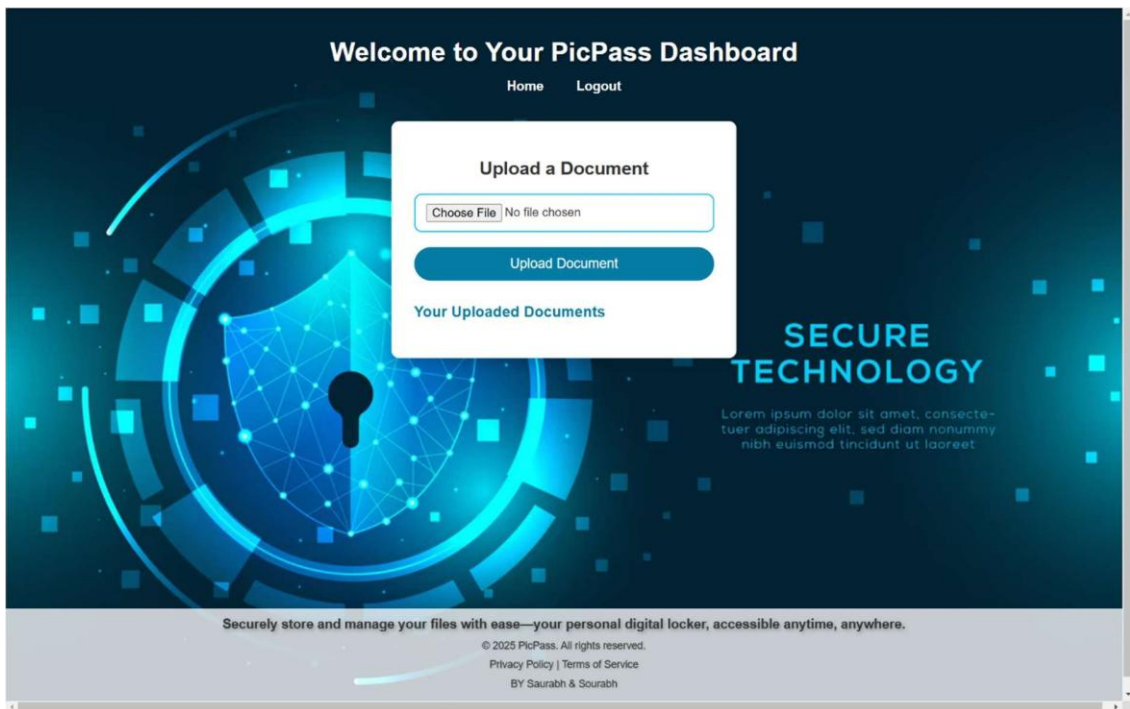 Welcome to Your PicPass Dashboard
Home Logout
Upload a Document
Choose File No file chosen
Upload Document
Your Uploaded Documents
SECURE
TECHNOLOGY
Lorem ipsum dolor sit amet, consecte-
tuer adipiscing elit, sed diam nonummy
nibh euismod tincidunt ut laoreet
Securely store and manage your files with ease—your personal digital locker, accessible anytime, anywhere.
© 2025 PicPass. All rights reserved.
Privacy Policy | Terms of Service
BY Saurabh & Sourabh